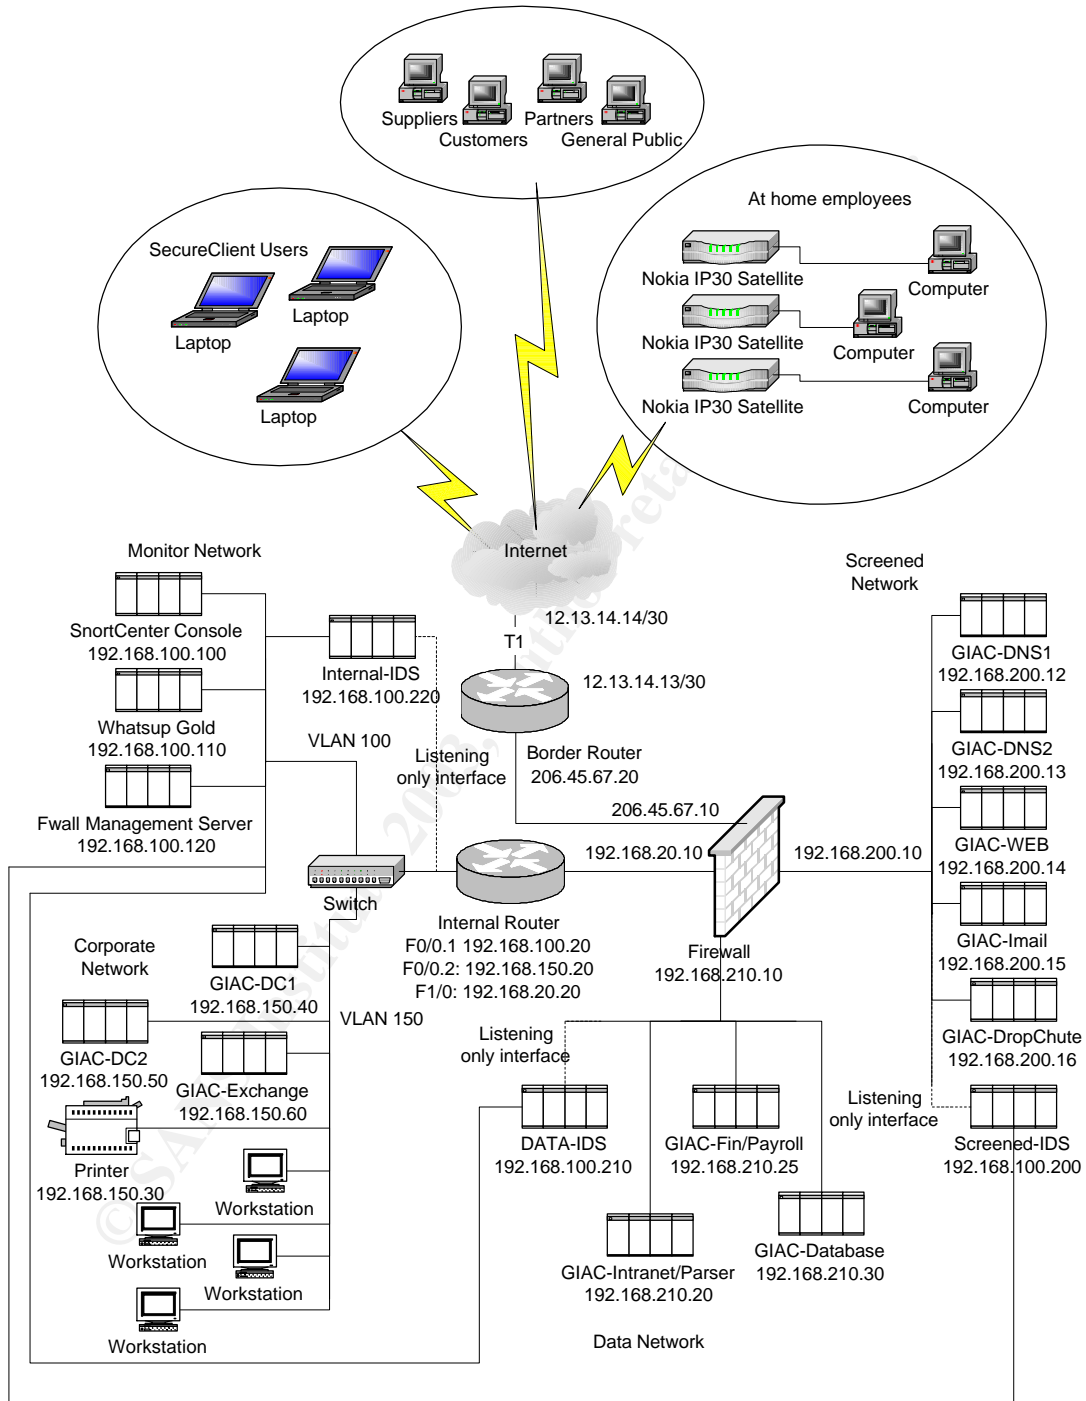 Suppliers
Customers
Partners
General Public
At home employees
Nokia IP30 Satellite
Computer
Nokia IP30 Satellite
Computer
Nokia IP30 Satellite
Computer
SecureClient Users
Laptop
Laptop
Laptop
Internet
12.13.14.14/30
T1
12.13.14.13/30
Border Router
206.45.67.20
206.45.67.10
Monitor Network
SnortCenter Console
192.168.100.100
Whatsup Gold
192.168.100.110
Fwall Management Server
192.168.100.120
Internal-IDS
192.168.100.220
VLAN 100
Listening
only interface
Switch
Internal Router
F0/0.1 192.168.100.20
F0/0.2: 192.168.150.20
F1/0: 192.168.20.20
192.168.20.10
192.168.200.10
Firewall
192.168.210.10
Screened
Network
GIAC-DNS1
192.168.200.12
GIAC-DNS2
192.168.200.13
GIAC-WEB
192.168.200.14
GIAC-Imail
192.168.200.15
GIAC-DropChute
192.168.200.16
Listening
only interface
Screened-IDS
192.168.100.200
Corporate
Network
GIAC-DC1
192.168.150.40
VLAN 150
GIAC-DC2
192.168.150.50
GIAC-Exchange
192.168.150.60
Printer
192.168.150.30
Workstation
Workstation
Workstation
Workstation
Listening
only interface
DATA-IDS
192.168.100.210
GIAC-Fin/Payroll
192.168.210.25
GIAC-Intranet/Parser
192.168.210.20
GIAC-Database
192.168.210.30
Data Network